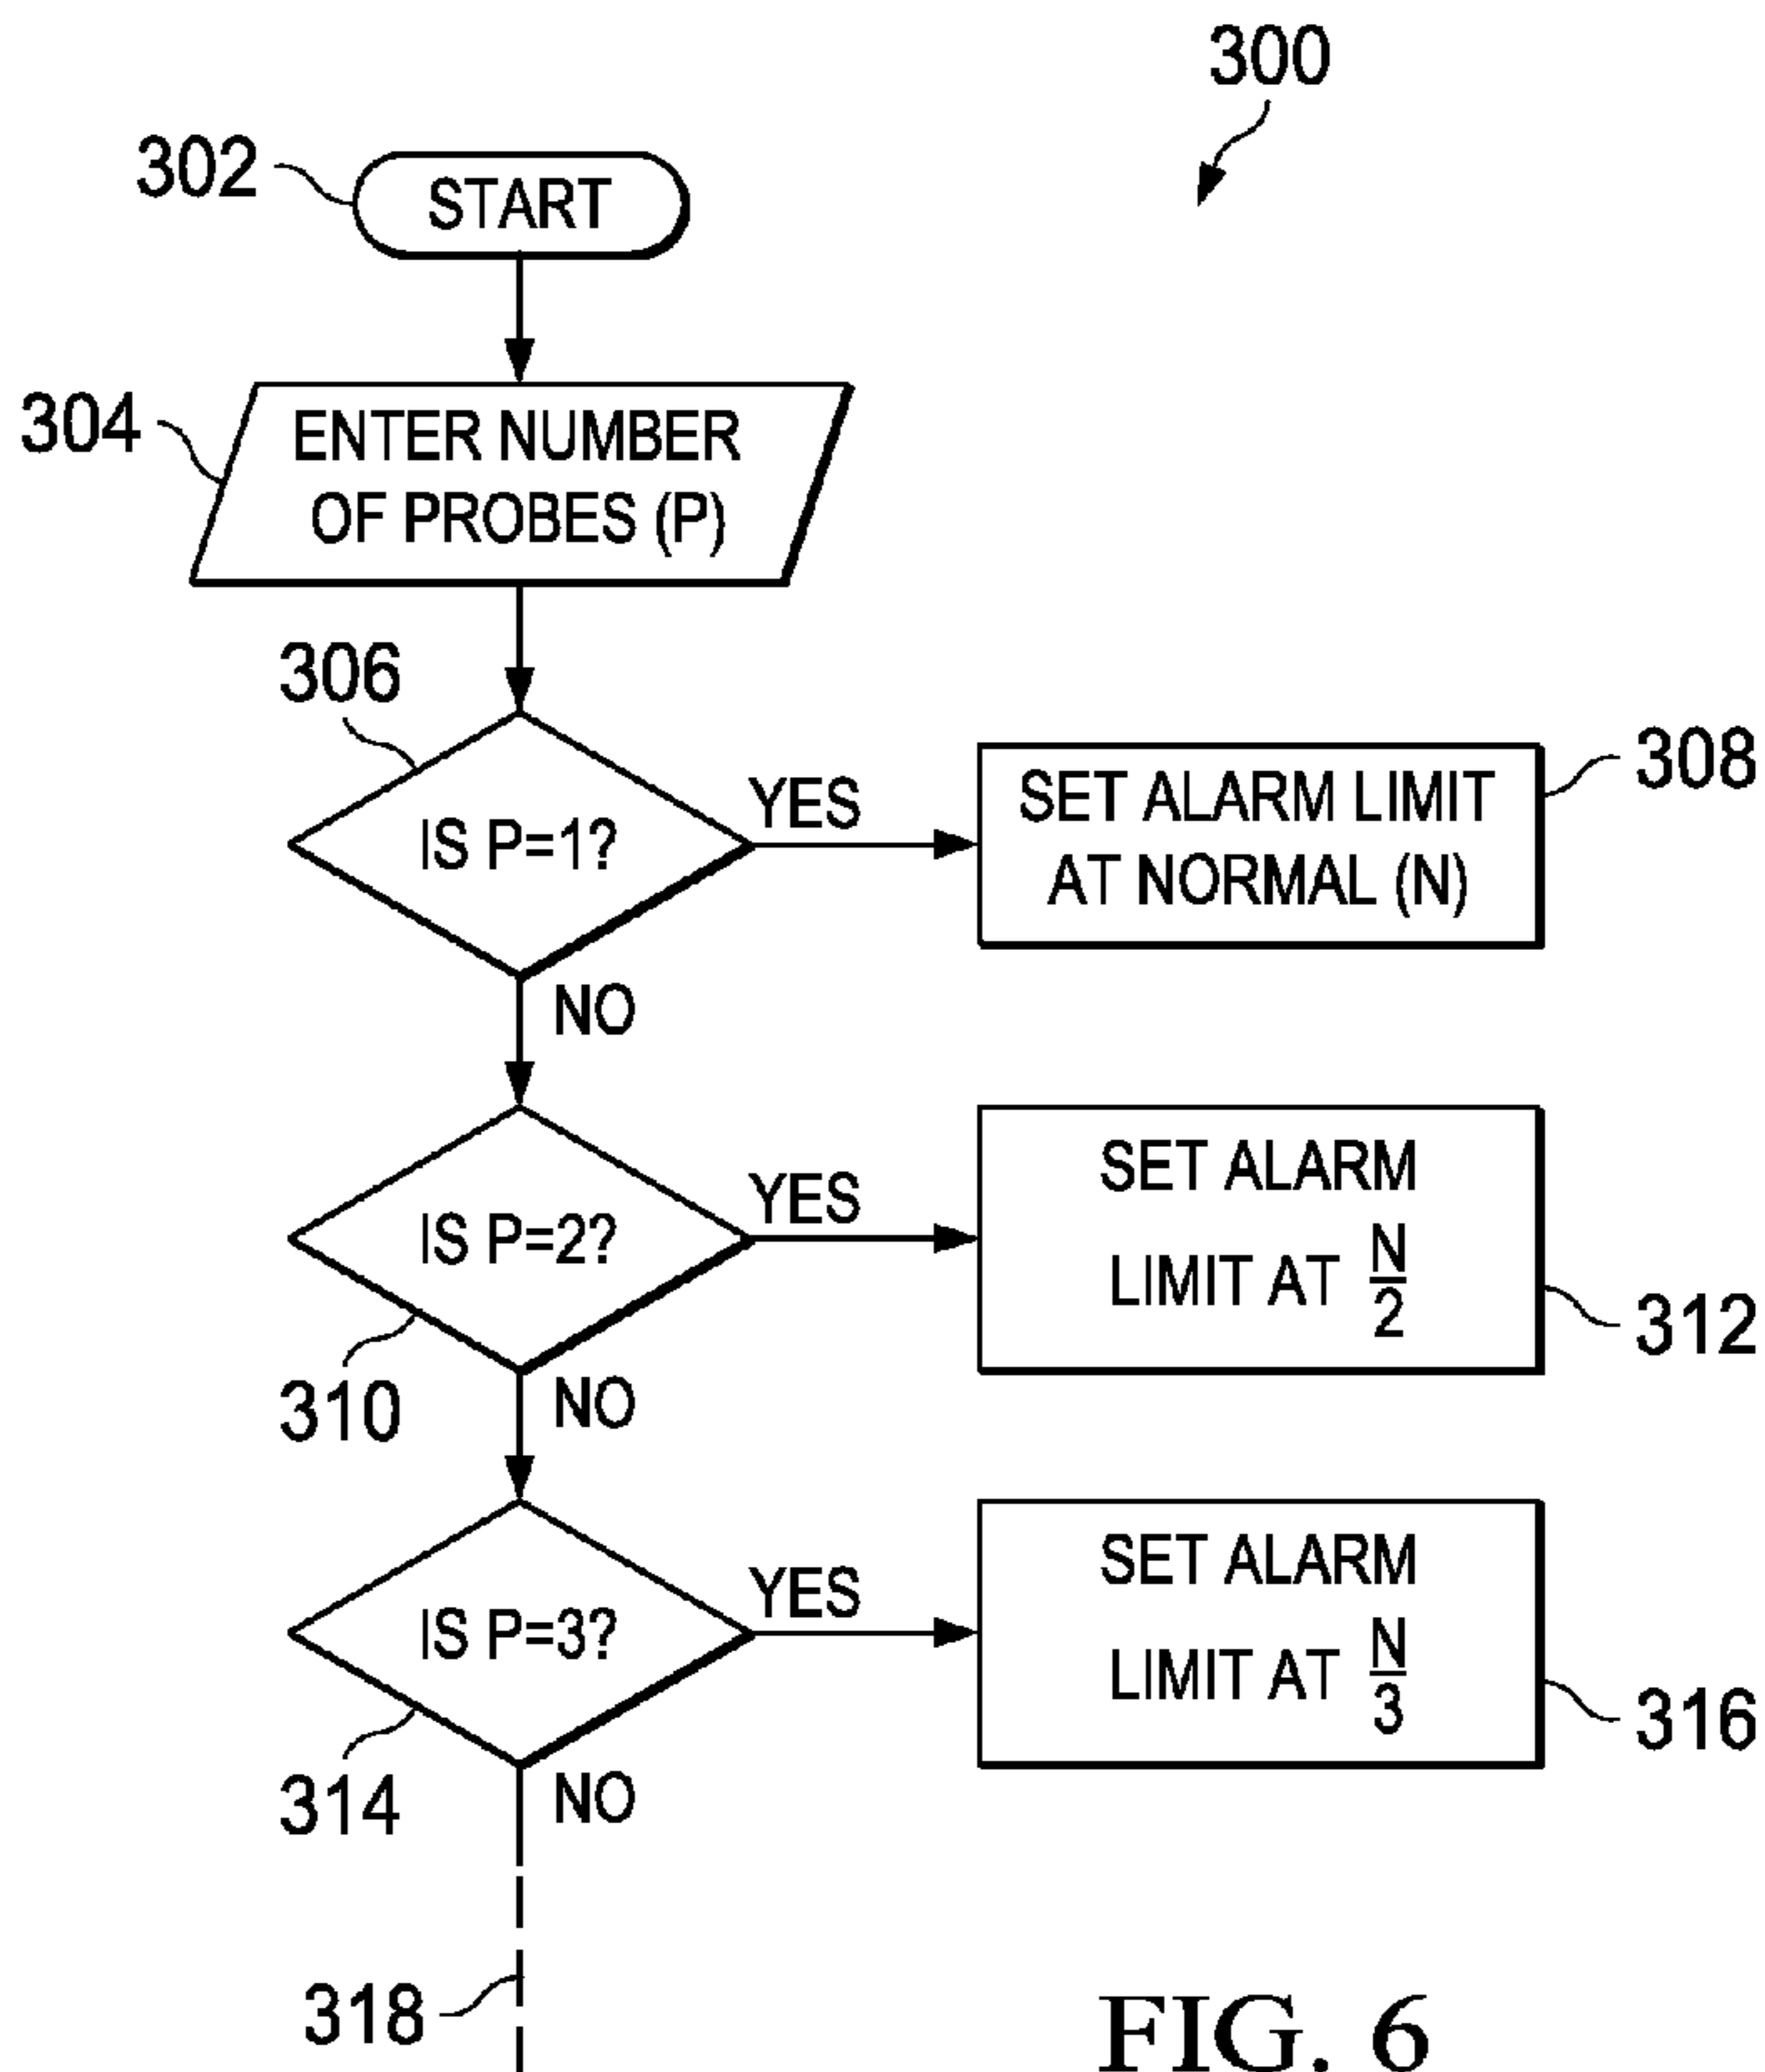 300
302
START
304
ENTER NUMBER
OF PROBES (P)
306
IS P=1?
YES
SET ALARM LIMIT
AT NORMAL (N)
308
NO
IS P=2?
YES
SET ALARM
LIMIT AT N/2
312
310
NO
IS P=3?
YES
SET ALARM
LIMIT AT N/3
316
314
NO
318
FIG. 6